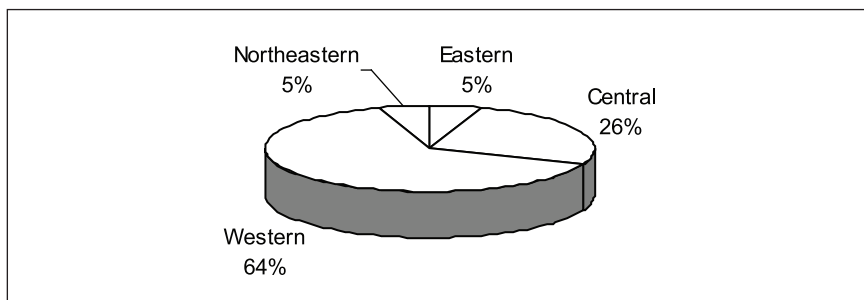 Northeastern
5%
Eastern
5%
Central
26%
Western
64%